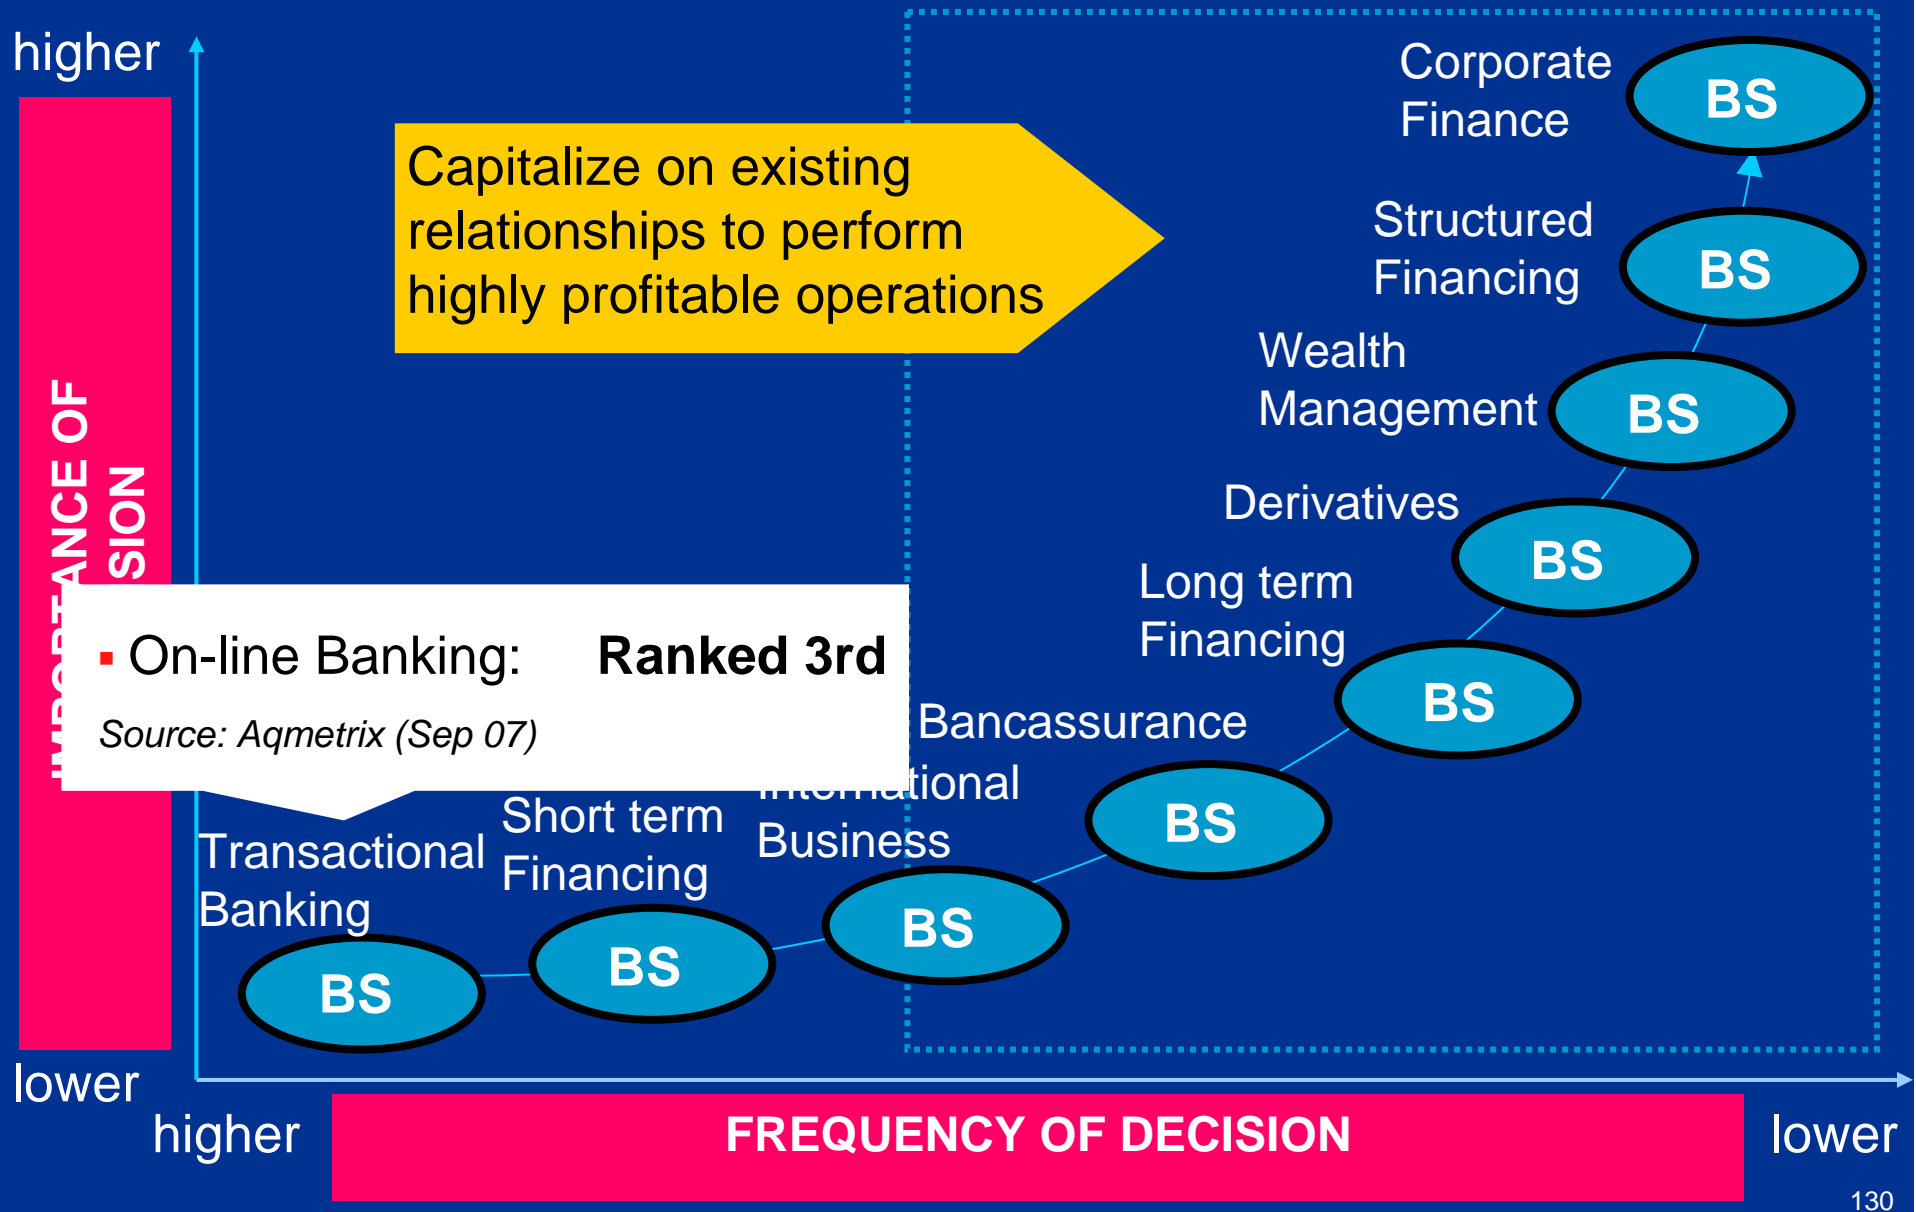 higher
Corporate
Finance
BS
Capitalize on existing
relationships to perform
highly profitable operations
Structured
Financing
BS
Wealth
Management
BS
Derivatives
BS
Long term
Financing
BS
OF
▪ On-line Banking: Ranked 3rd
Source: Aqmetrix (Sep 07)
Bancassurance
BS
International
Business
BS
Short term
Financing
BS
Transactional
Banking
BS
lower
higher
FREQUENCY OF DECISION
lower
130